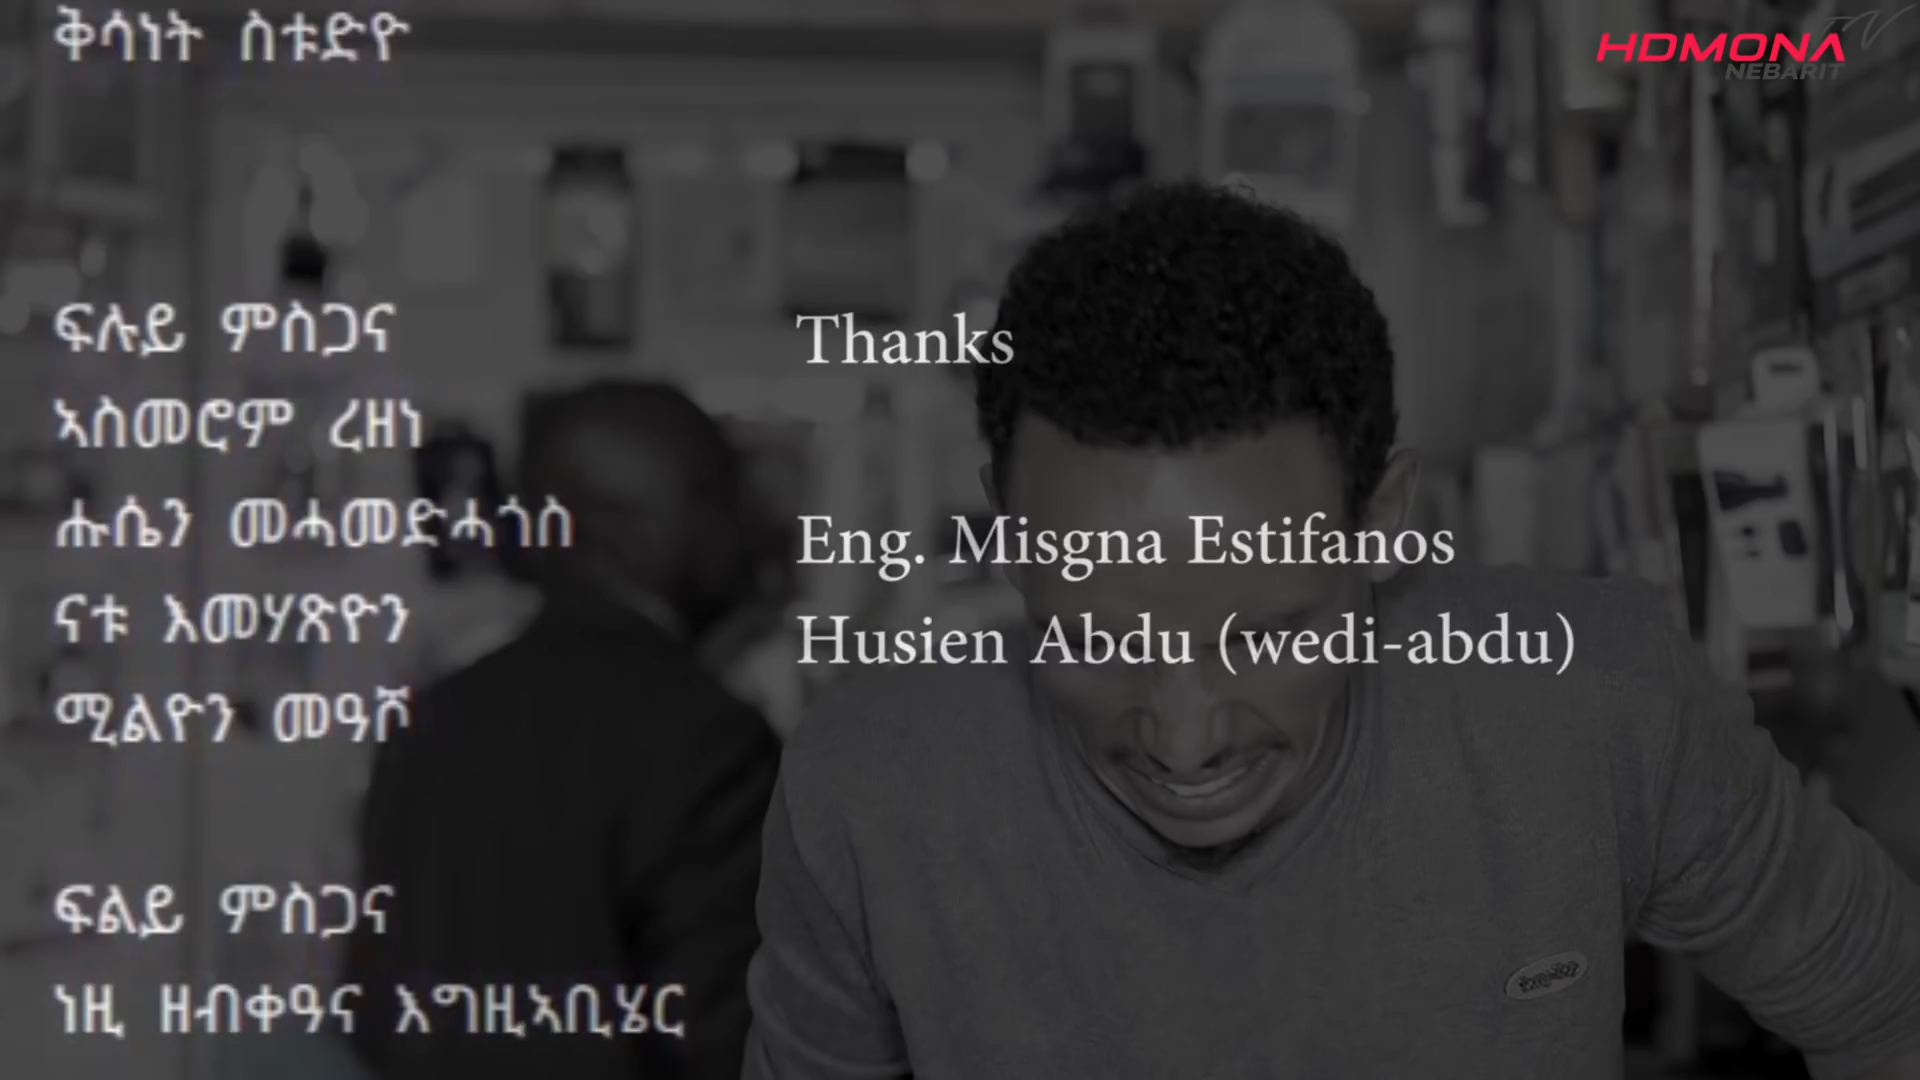 ቅሳነት ስቱድዮ
HDMONA TV
NEBARIT
ፍሉይ ምስጋና
ኣስመሮም ረዘነ
ሑሴን መሓመድሓጎስ
ናቱ እመሃጽዮን
ሚልዮን መዓሾ
ፍልይ ምስጋና
ነዚ ዘብቀዓና እግዚኣቢሄር
Thanks
Eng. Misgna Estifanos
Husien Abdu (wedi-abdu)